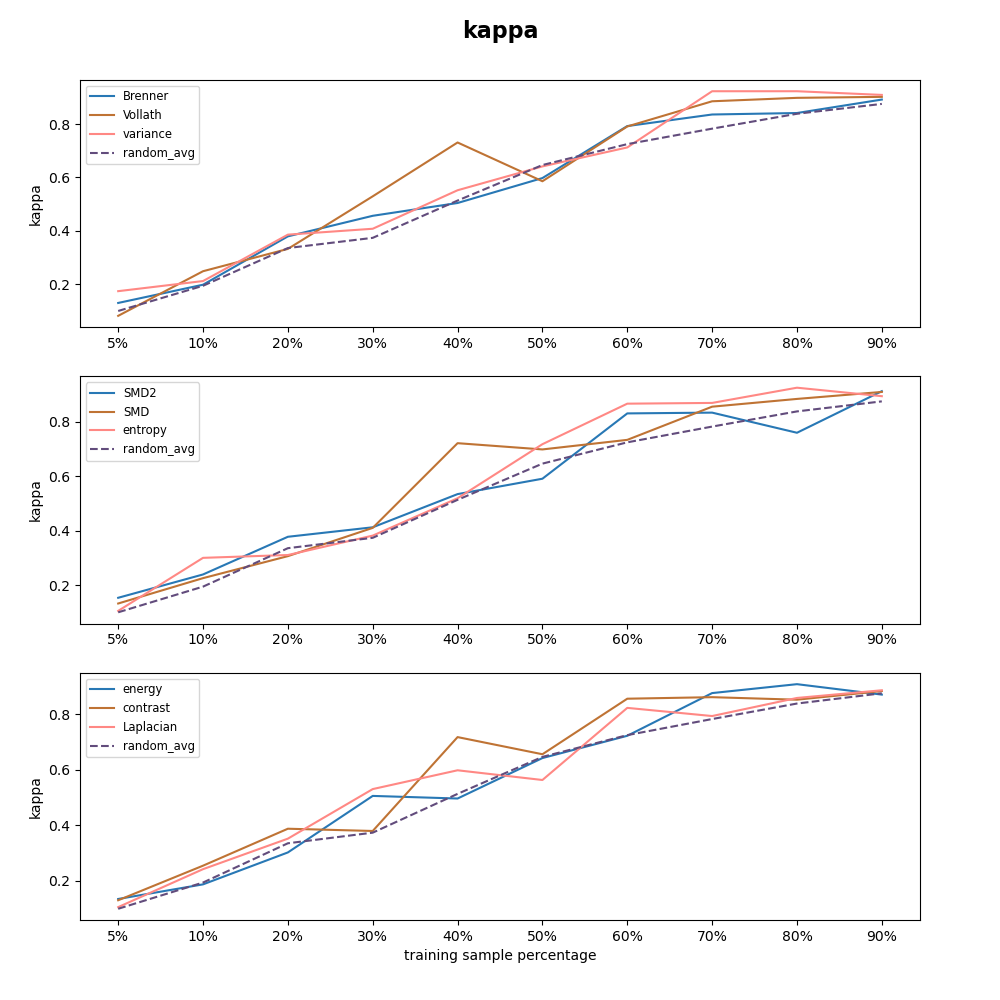 kappa
Brenner
Vollath
variance
random_avg
kappa
0.8
0.6
0.4
0.2
5% 10% 20% 30% 40% 50% 60% 70% 80% 90%
SMD2
SMD
entropy
random_avg
kappa
0.8
0.6
0.4
0.2
5% 10% 20% 30% 40% 50% 60% 70% 80% 90%
energy
contrast
Laplacian
random_avg
kappa
0.8
0.6
0.4
0.2
5% 10% 20% 30% 40% 50% 60% 70% 80% 90%
training sample percentage